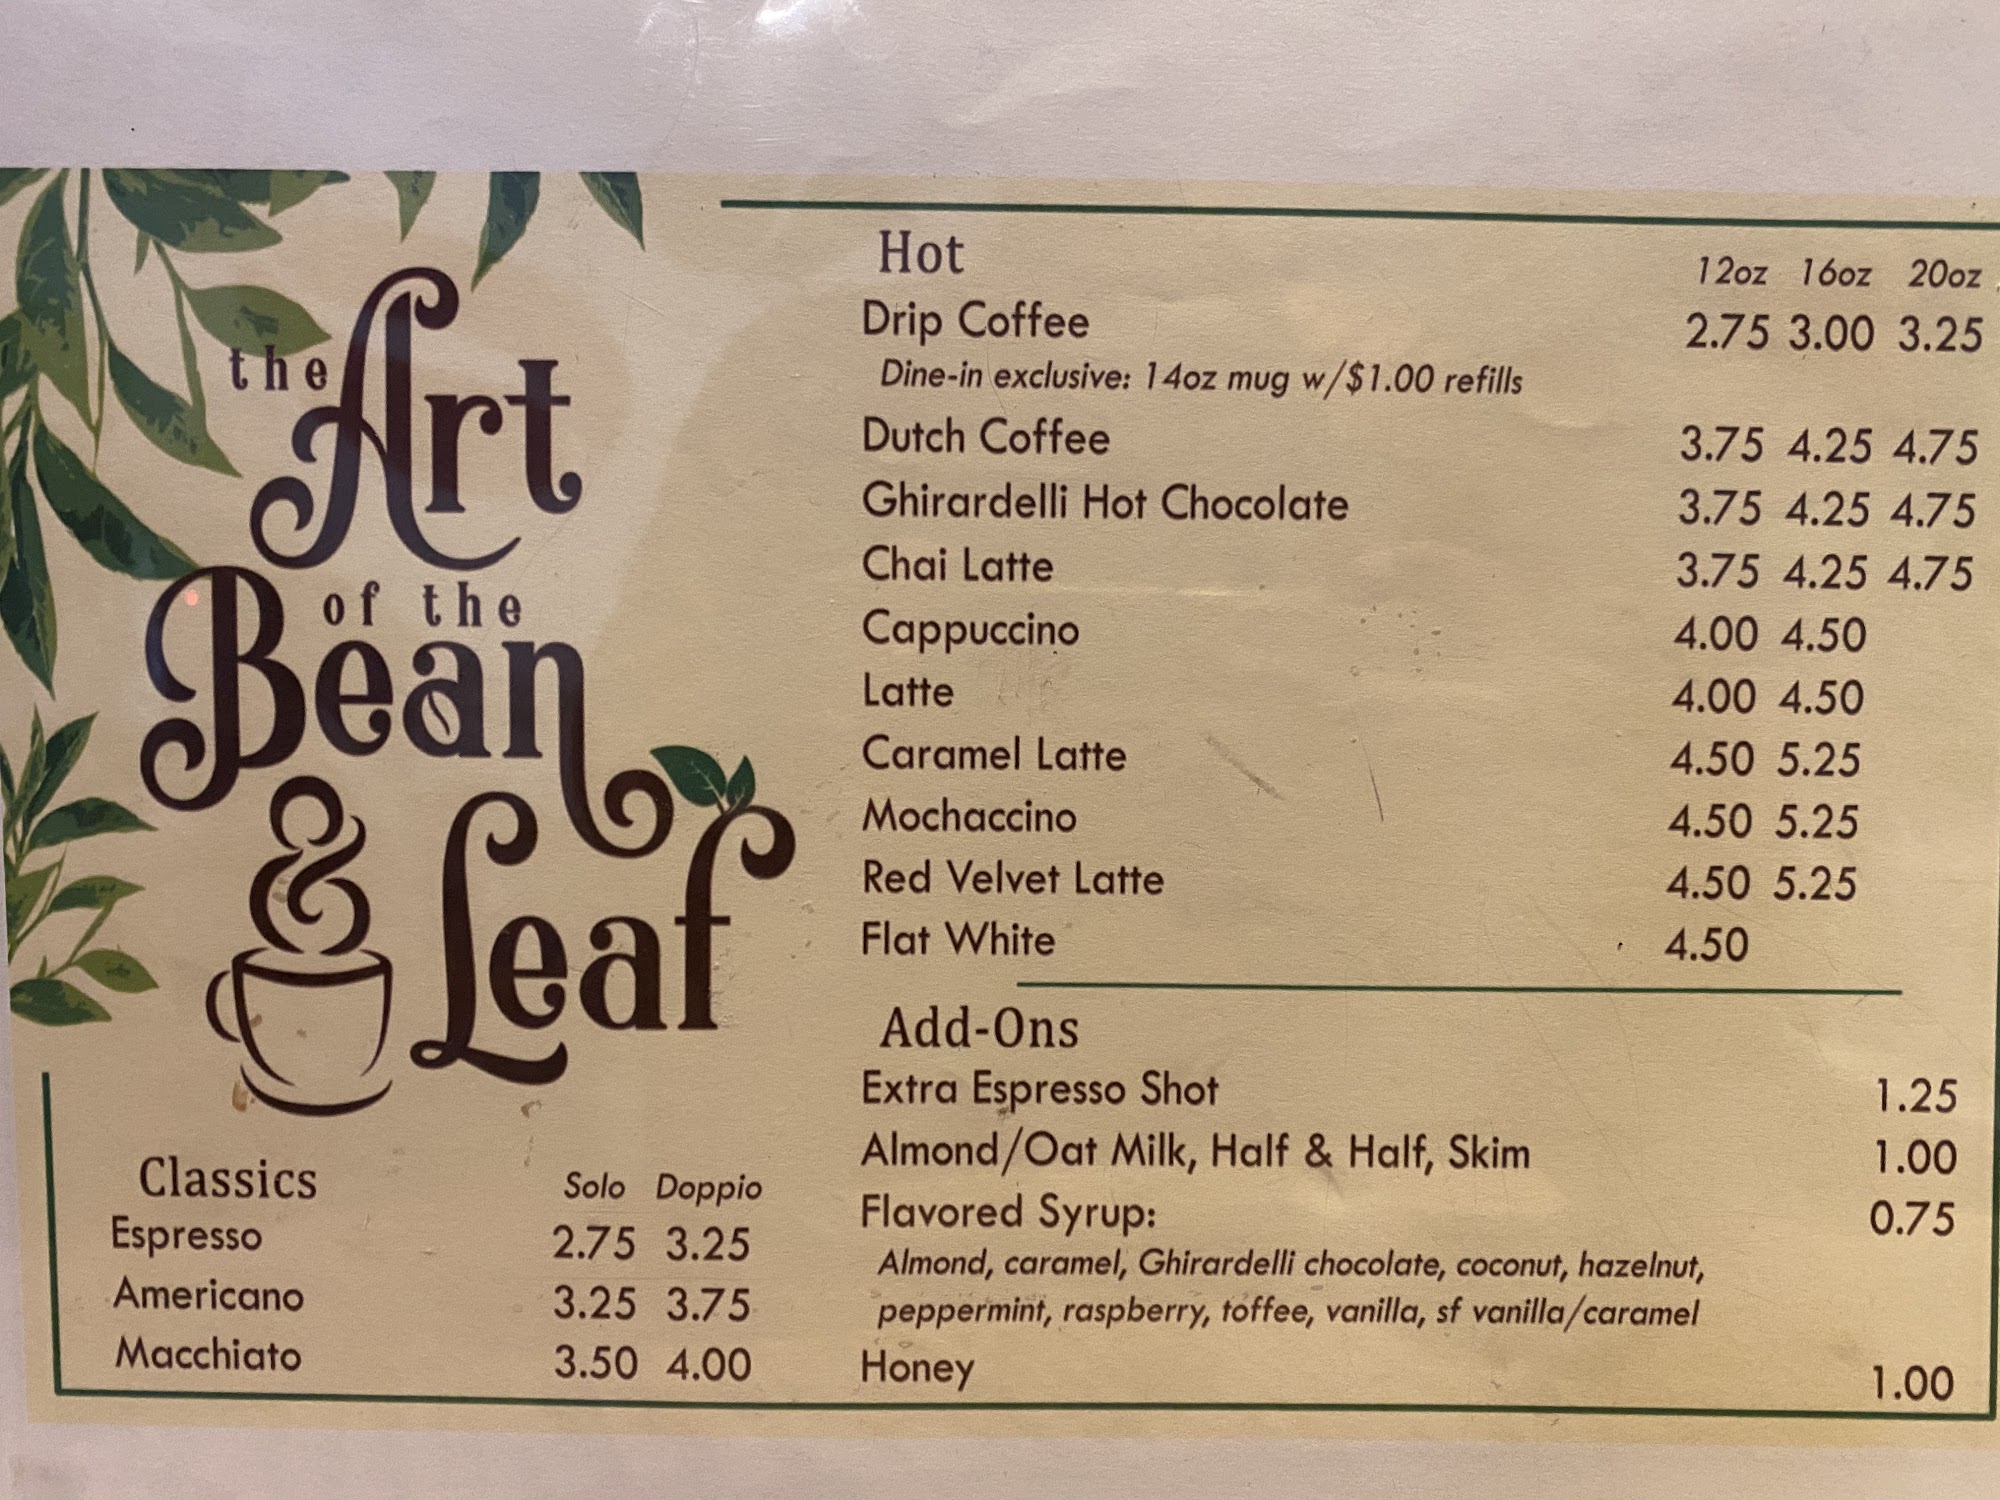 the Art
of the
Bean
& Leaf
Classics Solo Doppio
Espresso 2.75 3.25
Americano 3.25 3.75
Macchiato 3.50 4.00
Hot 12oz 16oz 20oz
Drip Coffee 2.75 3.00 3.25
Dine-in exclusive: 14oz mug w/$1.00 refills
Dutch Coffee 3.75 4.25 4.75
Ghirardelli Hot Chocolate 3.75 4.25 4.75
Chai Latte 3.75 4.25 4.75
Cappuccino 4.00 4.50
Latte 4.00 4.50
Caramel Latte 4.50 5.25
Mochaccino 4.50 5.25
Red Velvet Latte 4.50 5.25
Flat White 4.50
Add-Ons
Extra Espresso Shot 1.25
Almond/Oat Milk, Half & Half, Skim 1.00
Flavored Syrup: 0.75
Almond, caramel, Ghirardelli chocolate, coconut, hazelnut,
peppermint, raspberry, toffee, vanilla, sf vanilla/caramel
Honey 1.00